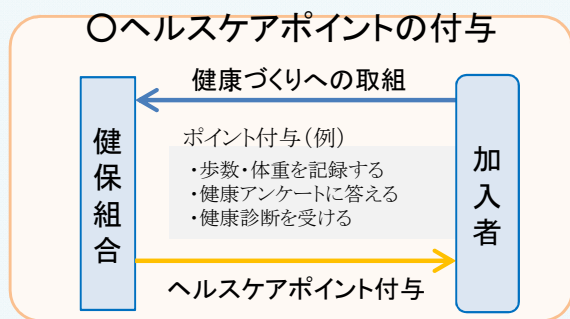 〇ヘルスケアポイントの付与
健康づくりへの取組
健保組合
ポイント付与(例)
・歩数・体重を記録する
・健康アンケートに答える
・健康診断を受ける
加入者
ヘルスケアポイント付与